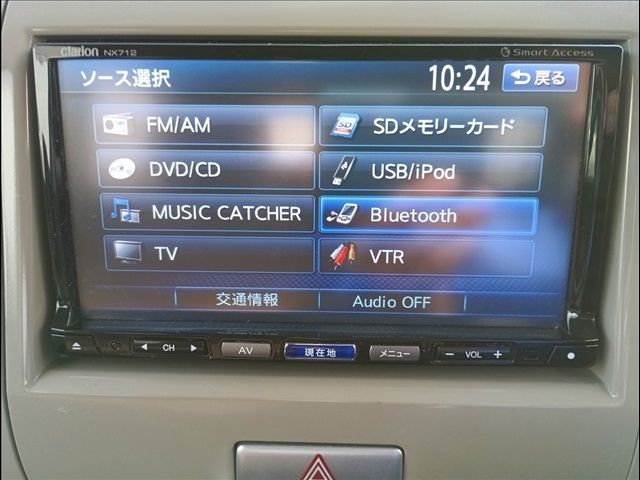 clarion NX712
Smart Access
ソース選択
10:24
戻る
FM/AM
SDメモリーカード
SD
DVD/CD
USB/iPod
MUSIC CATCHER
Bluetooth
TV
VTR
交通情報
Audio OFF
CH
AV
現在地
メニュー
− VOL +